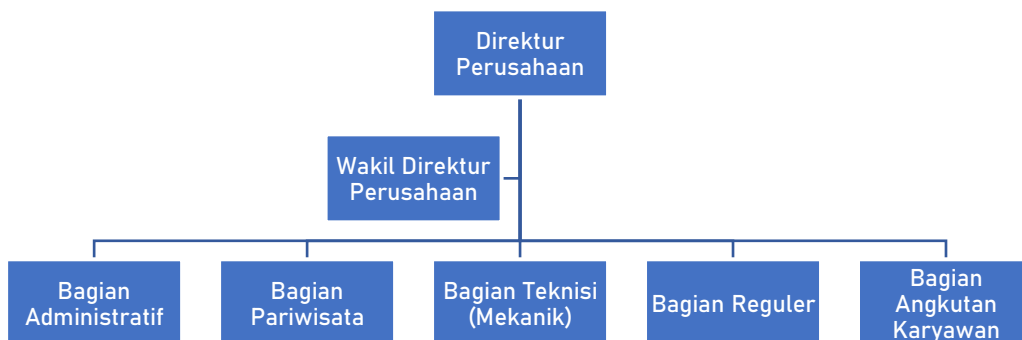 Direktur
Perusahaan
Wakil Direktur
Perusahaan
Bagian
Administratif
Bagian
Pariwisata
Bagian Teknisi
(Mekanik)
Bagian Reguler
Bagian
Angkutan
Karyawan